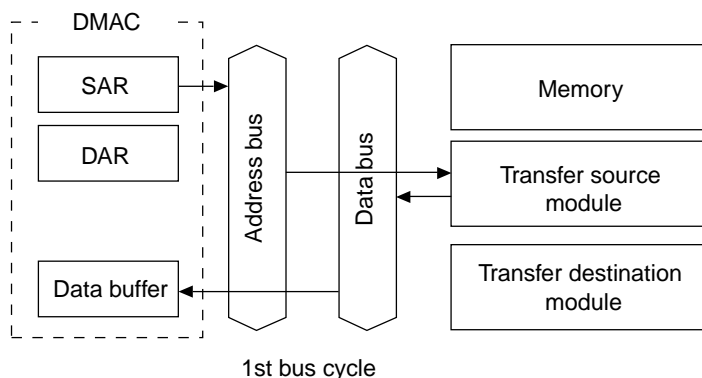 DMAC
SAR
DAR
Data buffer
Address bus
Data bus
Memory
Transfer source
module
Transfer destination
module
1st bus cycle